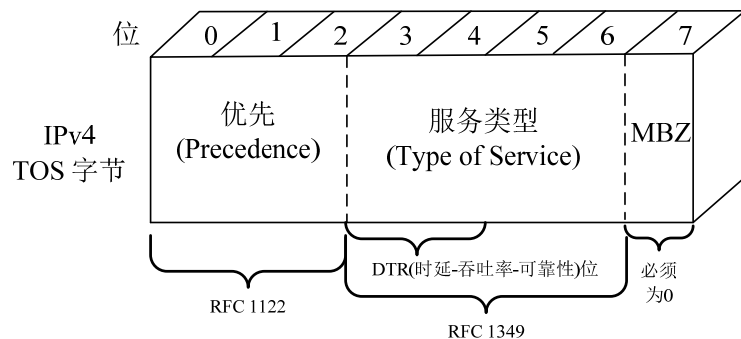 位 0 1 2 3 4 5 6 7
IPv4
TOS 字节
优先
(Precedence)
服务类型
(Type of Service)
MBZ
DTR(时延-吞吐率-可靠性)位
必须
为0
RFC 1122
RFC 1349